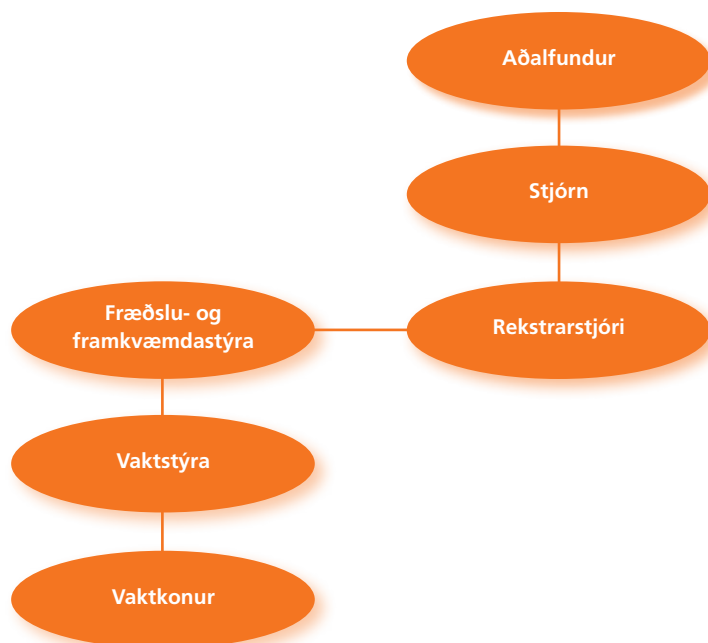 Aðalfundur
Stjórn
Rekstrarstjóri
Fræðslu- og
framkvæmdastýra
Vaktstýra
Vaktkonur